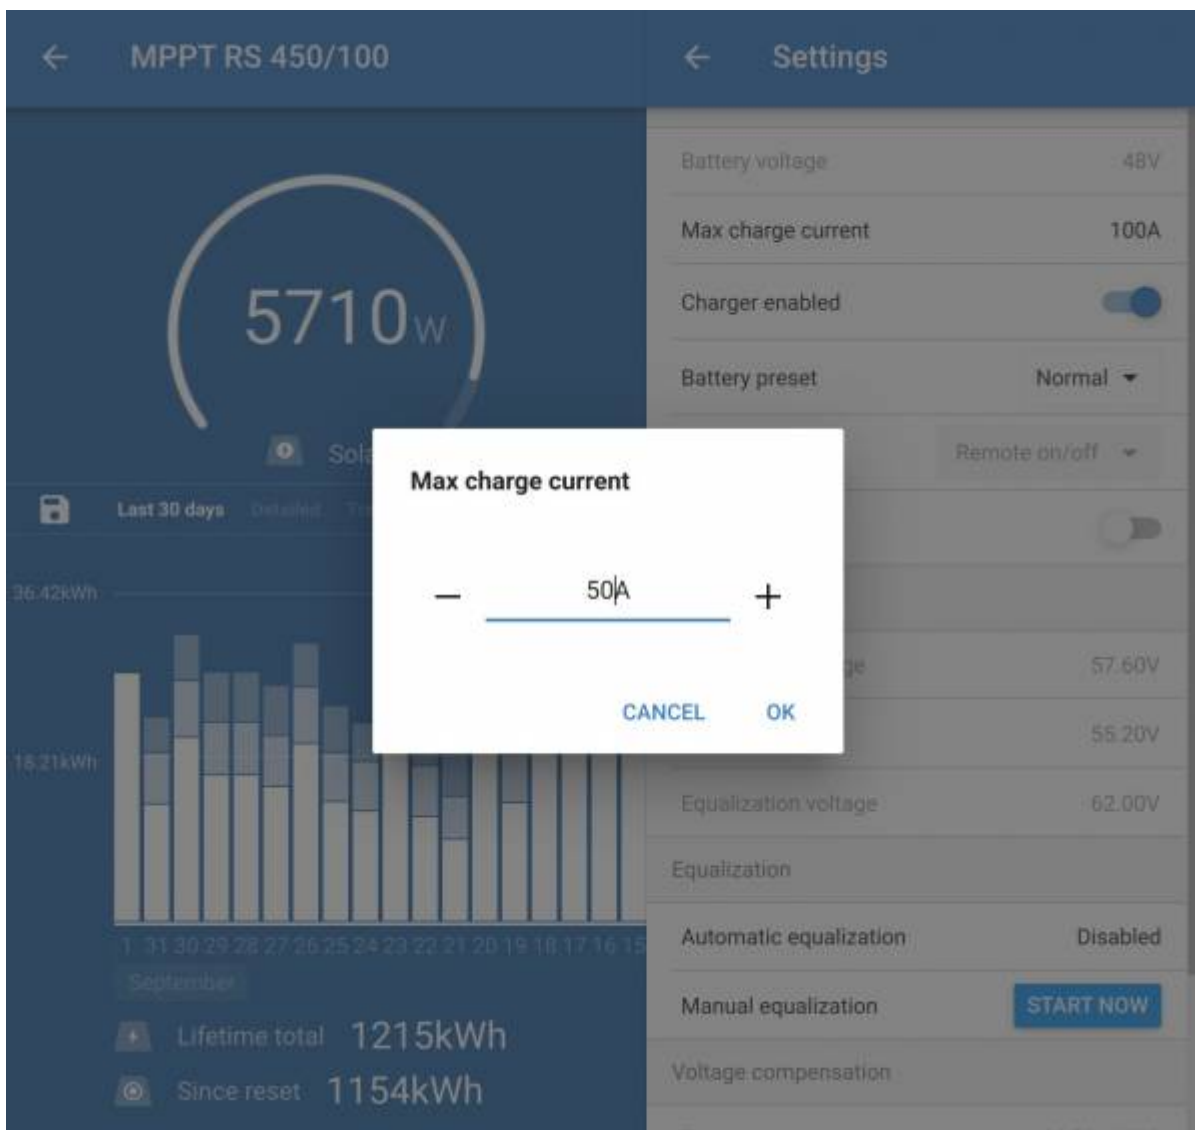 MPPT RS 450/100
5710W
Sola
Last 30 days Detailed
36.42kWh
18.21kWh
1 31 30 29 28 27 26 25 24 23 22 21 20 19 18 17 16 15
September
Lifetime total 1215kWh
Since reset 1154kWh
Settings
Battery voltage 48V
Max charge current 100A
Charger enabled
Battery preset Normal
Remote on/off
57.60V
55.20V
Equalization voltage 62.00V
Equalization
Automatic equalization Disabled
Manual equalization START NOW
Voltage compensation
Max charge current
− 50A +
CANCEL OK